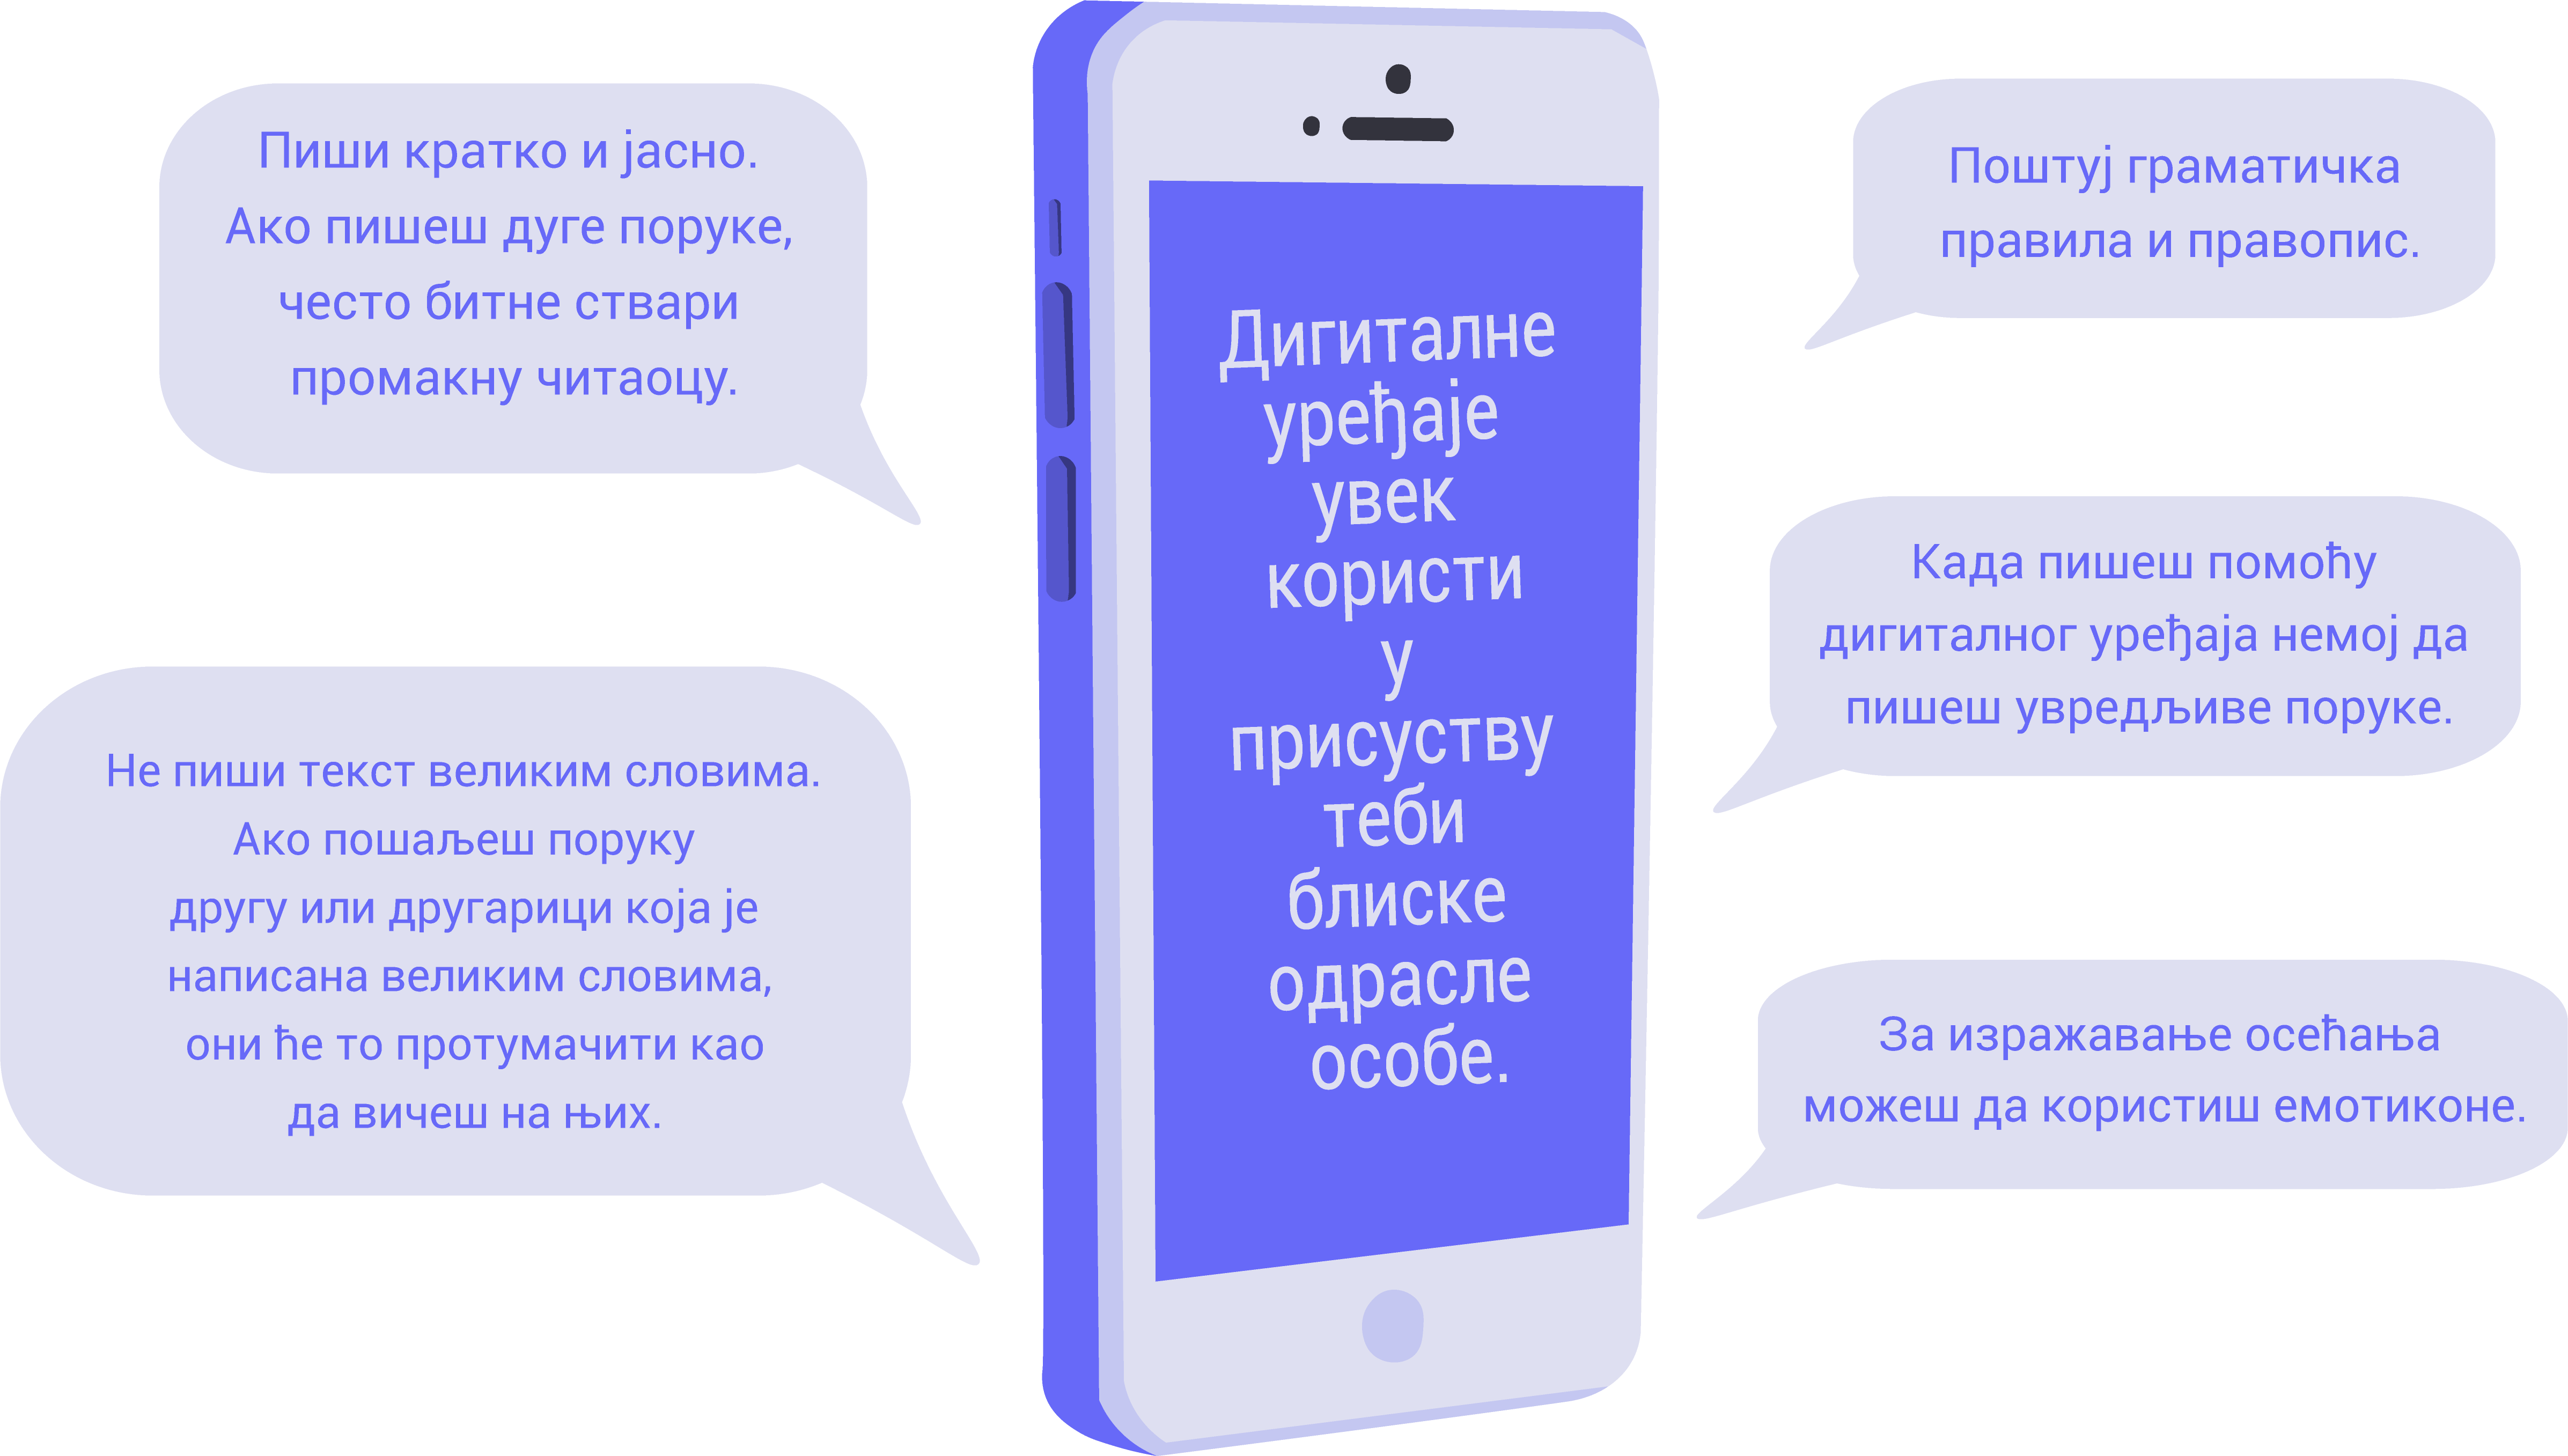 Пиши кратко и јасно.
Ако пишеш дуге поруке,
често битне ствари
промакну читаоцу.
Не пиши текст великим словима.
Ако пошаљеш поруку
другу или другарици која је
написана великим словима,
они ће то протумачити као
да вичеш на њих.
Дигиталне
уређаје
увек
користи
у
присуству
теби
блиске
одрасле
особе.
Поштуј граматичка
правила и правопис.
Када пишеш помоћу
дигиталног уређаја немој да
пишеш увредљиве поруке.
За изражавање осећања
можеш да користиш емотиконе.